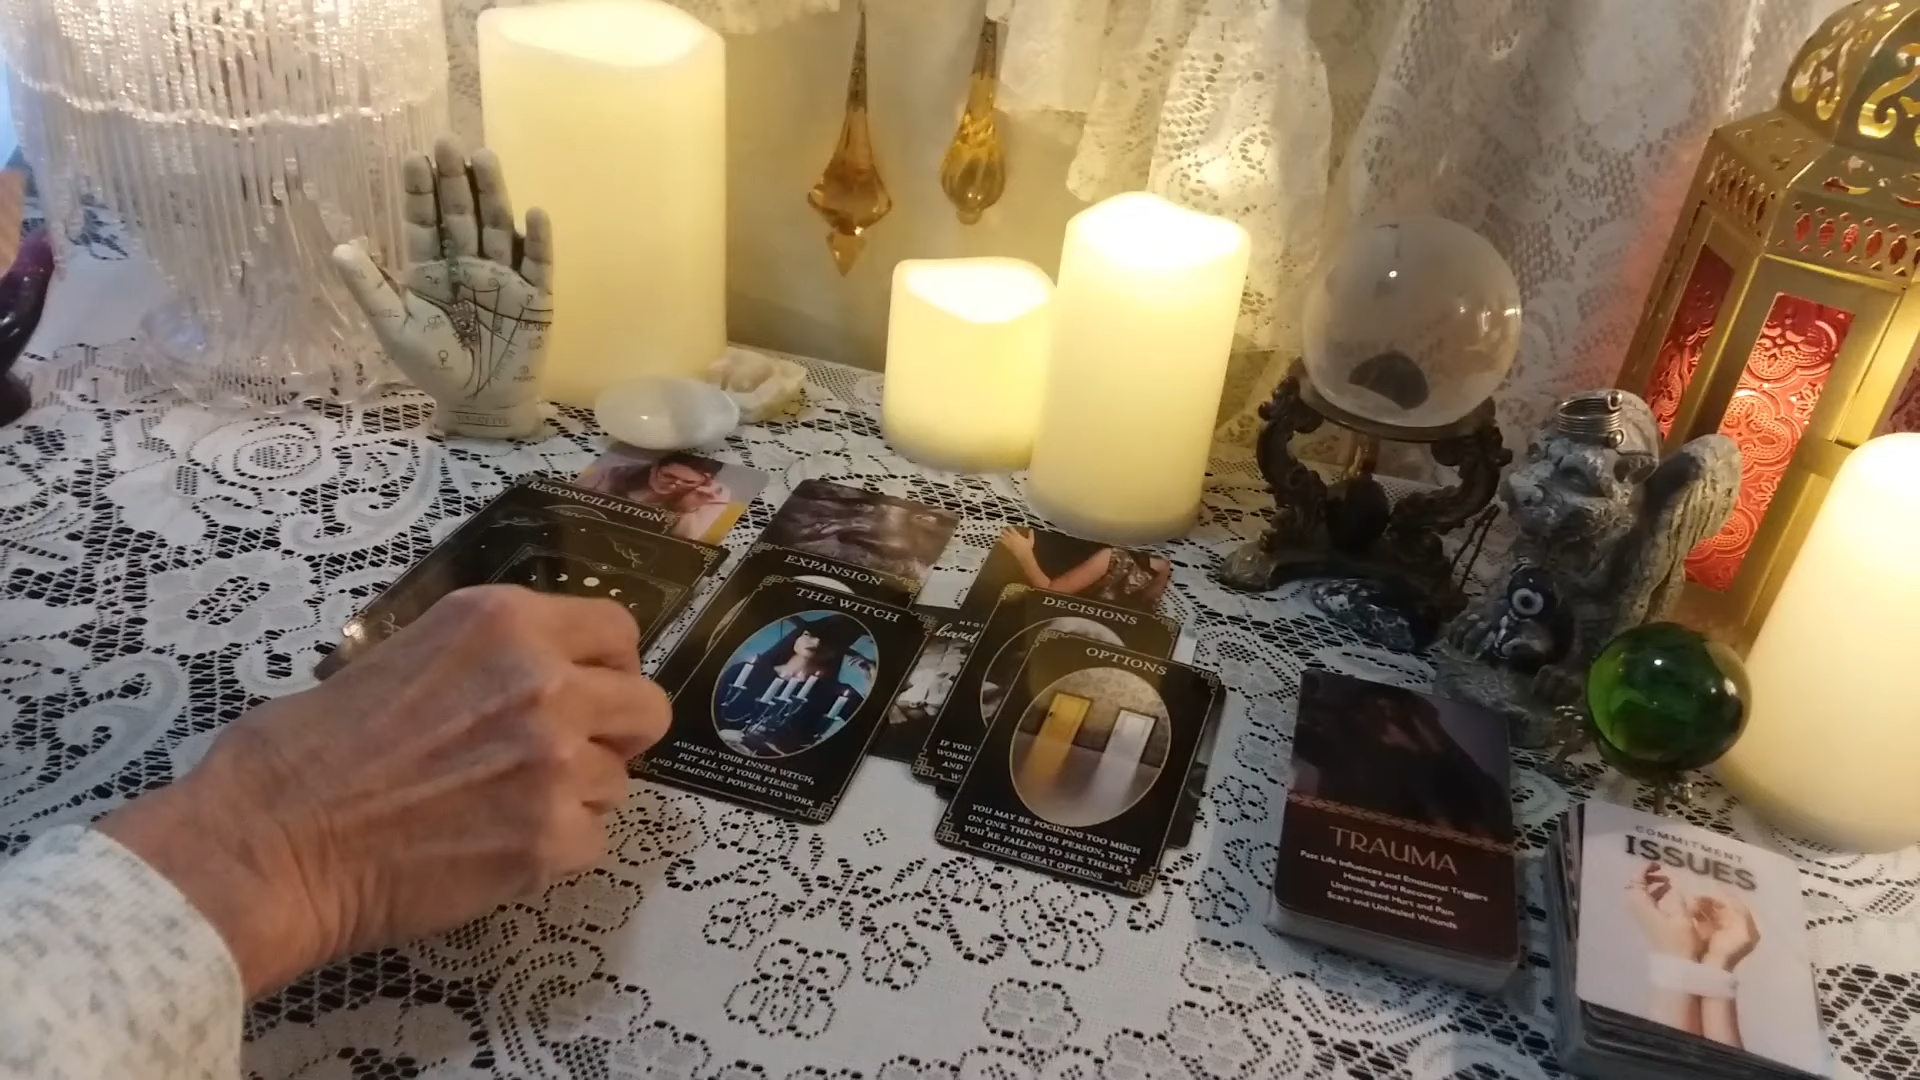 RECONCILIATION
EXPANSION
THE WITCH
AWAKEN YOUR INNER WITCH,
PUT ALL OF YOUR FIERCE
AND FEMININE POWERS TO WORK
DECISIONS
IF YOU
AND
OPTIONS
YOU MAY BE FOCUSING TOO MUCH
ON ONE THING OR PERSON, THAT
YOU'RE FAILING TO SEE THERE'S
OTHER GREAT OPTIONS
TRAUMA
Past Life Influences and Emotional Triggers
Healing And Recovery
Unprocessed Hurt and Pain
Scars and Unhealed Wounds
COMMITMENT
ISSUES